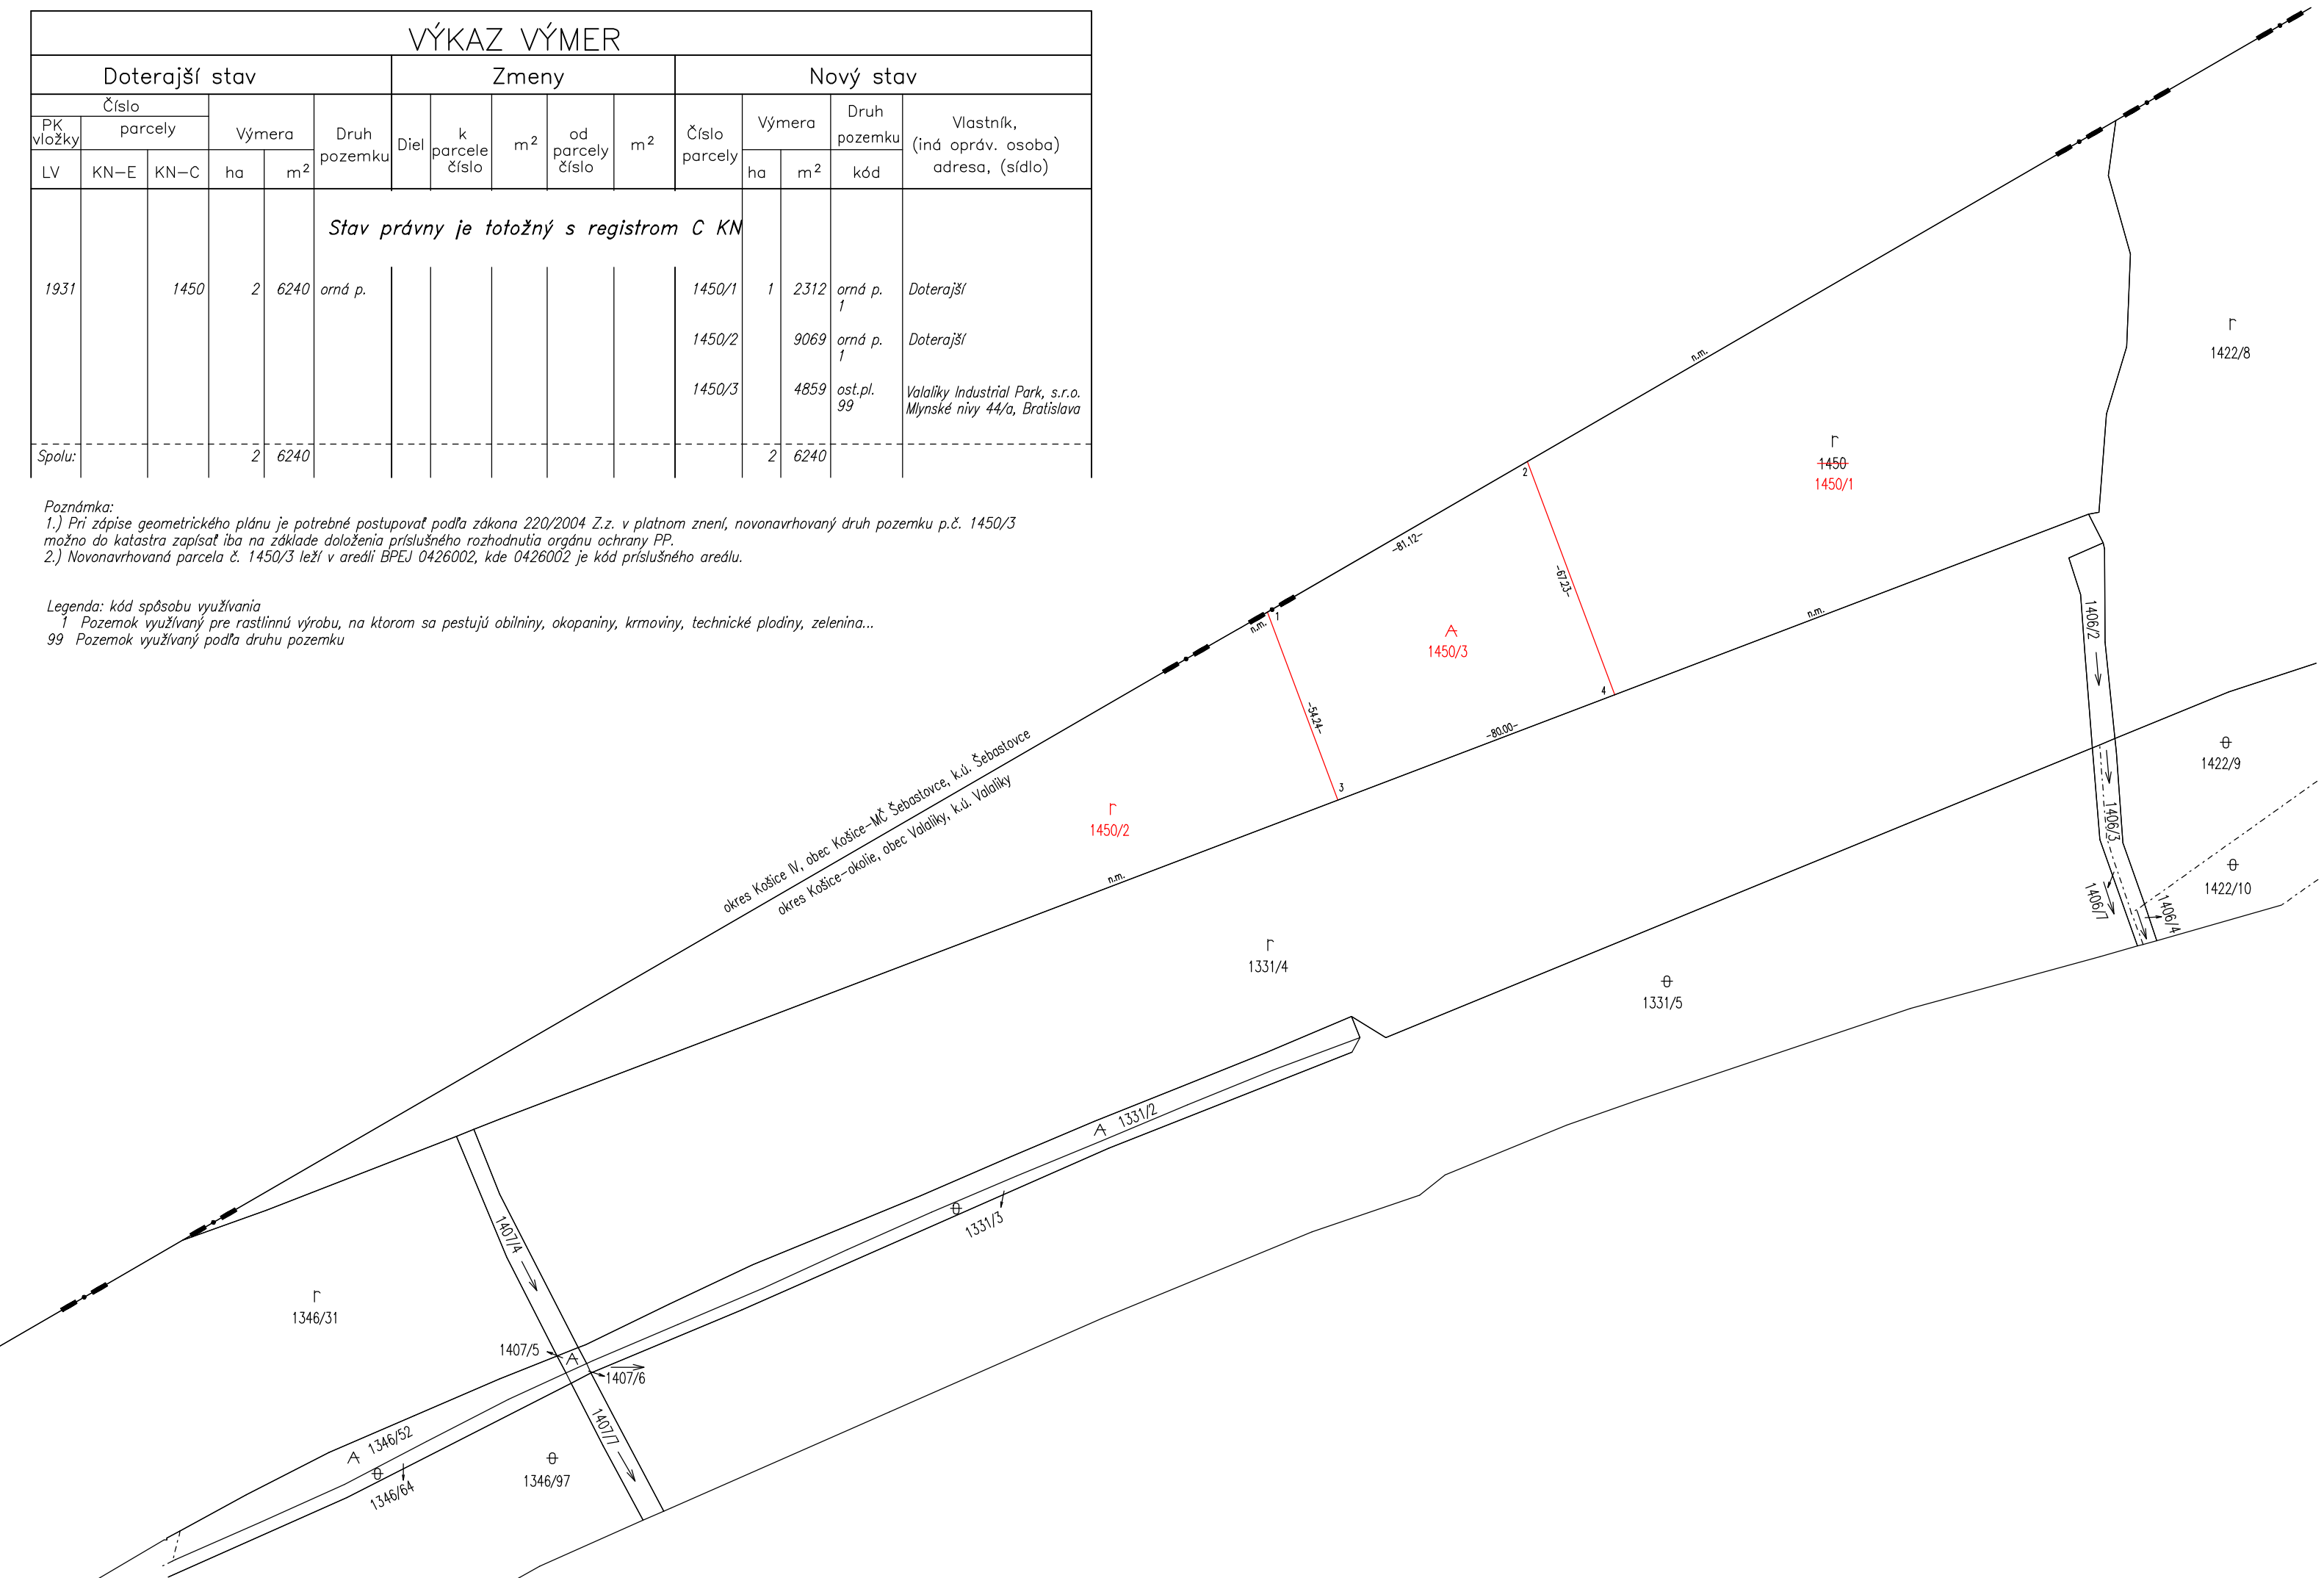 VÝKAZ VÝMER
Doterajší stav
Zmeny
Nový stav
Číslo
PK vložky
parcely
Výmera
Druh pozemku
Diel
k parcele číslo
m²
od parcely číslo
m²
Číslo parcely
Výmera
Druh pozemku
Vlastník,
(iná opráv. osoba)
adresa, (sídlo)
LV
KN-E
KN-C
ha
m²
ha
m²
kód
Stav právny je totožný s registrom C KN
1931 1450 2 6240 orná p. 1450/1 1 2312 orná p. Doterajší
1
1450/2 9069 orná p. Doterajší
1
1450/3 4859 ost.pl. Valaliky Industrial Park, s.r.o.
99 Mlynské nivy 44/a, Bratislava
Spolu: 2 6240 2 6240
Poznámka:
1.) Pri zápise geometrického plánu je potrebné postupovať podľa zákona 220/2004 Z.z. v platnom znení, novonavrhovaný druh pozemku p.č. 1450/3
možno do katastra zapísať iba na základe doloženia príslušného rozhodnutia orgánu ochrany PP.
2.) Novonavrhovaná parcela č. 1450/3 leží v areáli BPEJ 0426002, kde 0426002 je kód príslušného areálu.
Legenda: kód spôsobu využívania
1 Pozemok využívaný pre rastlinnú výrobu, na ktorom sa pestujú obilniny, okopaniny, krmoviny, technické plodiny, zelenina...
99 Pozemok využívaný podľa druhu pozemku
1422/8
n.m.
1450
1450/1
2
-81.12-
-67.23-
n.m.
1
n.m.
1450/3
4
1406/2
-54.24-
-80.00-
3
okres Košice IV, obec Košice-MČ Šebastovce, k.ú. Šebastovce
okres Košice-okolie, obec Valaliky, k.ú. Valaliky
1450/2
n.m.
1422/9
1406/3
1422/10
1406/7
1406/4
1331/4
1331/5
1331/2
1331/3
1407/4
1346/31
1407/5
1407/6
1407/7
1346/52
1346/64
1346/97